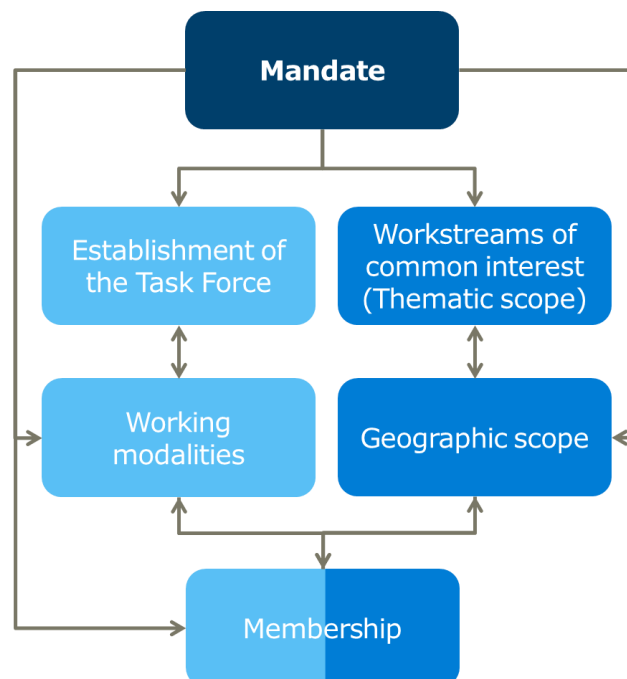 Mandate
Establishment of
the Task Force
Workstreams of
common interest
(Thematic scope)
Working
modalities
Geographic scope
Membership